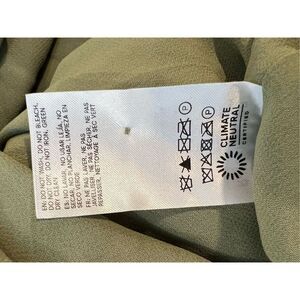 EN: DO NOT WASH, DO NOT BLEACH,
DO NOT DRY, DO NOT IRON, GREEN
DRY CLEAN
ES: NO LAVAR, NO USAR LEJÍA, NO
SECAR, NO PLANCHAR, LIMPIEZA EN
SECO VERDE
FR: NE PAS LAVER, NE PAS
JAVELLISER, NE PAS SÉCHER, NE PAS
REPASSER, NETTOYAGE À SEC VERT
P
P
CLIMATE
NEUTRAL
CERTIFIED